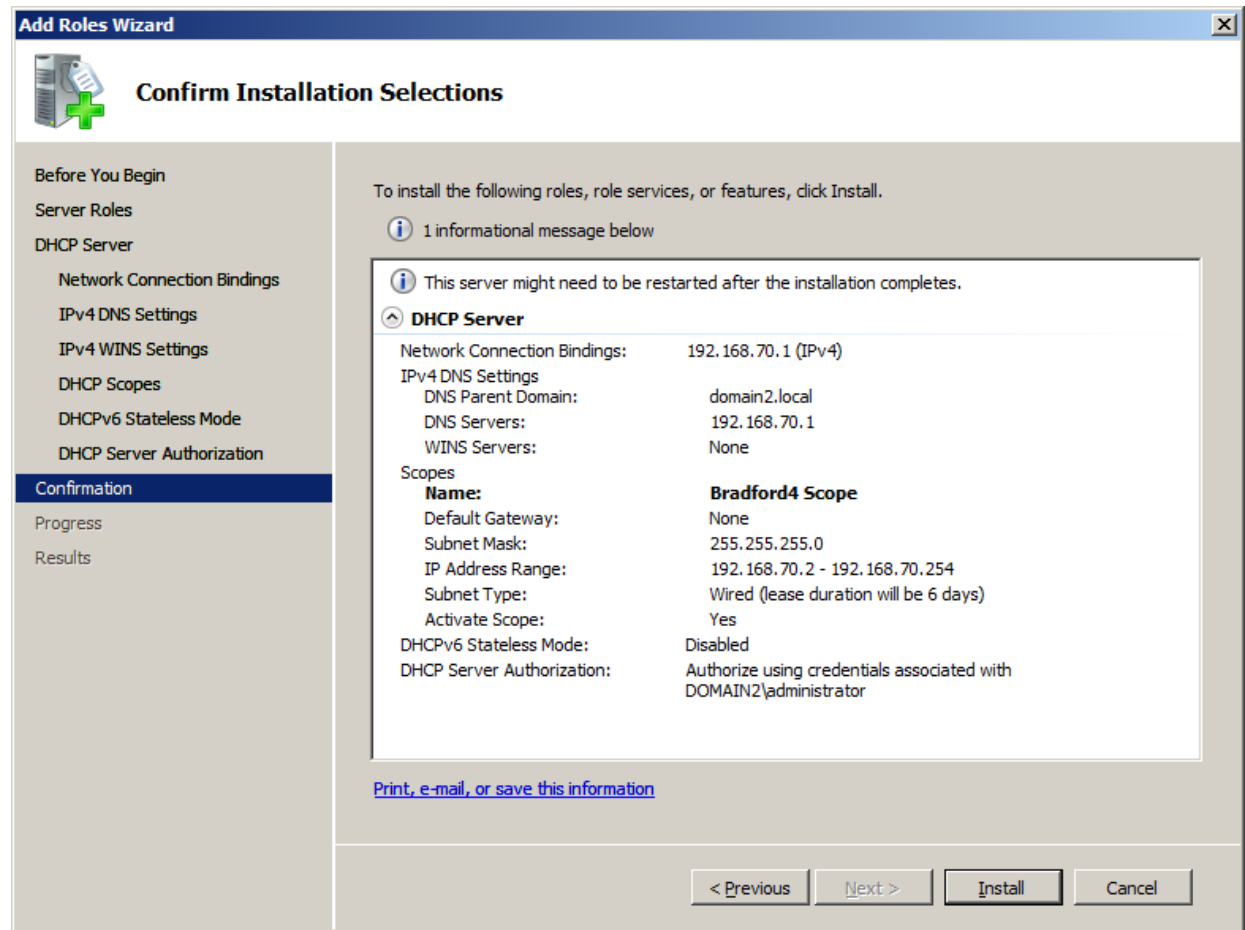 Add Roles Wizard
Confirm Installation Selections
Before You Begin
Server Roles
DHCP Server
Network Connection Bindings
IPv4 DNS Settings
IPv4 WINS Settings
DHCP Scopes
DHCPv6 Stateless Mode
DHCP Server Authorization
Confirmation
Progress
Results
To install the following roles, role services, or features, click Install.
1 informational message below
This server might need to be restarted after the installation completes.
DHCP Server
Network Connection Bindings: 192.168.70.1 (IPv4)
IPv4 DNS Settings
DNS Parent Domain: domain2.local
DNS Servers: 192.168.70.1
WINS Servers: None
Scopes
Name: Bradford4 Scope
Default Gateway: None
Subnet Mask: 255.255.255.0
IP Address Range: 192.168.70.2 - 192.168.70.254
Subnet Type: Wired (lease duration will be 6 days)
Activate Scope: Yes
DHCPv6 Stateless Mode: Disabled
DHCP Server Authorization: Authorize using credentials associated with
DOMAIN2\administrator
Print, e-mail, or save this information
< Previous Next > Install Cancel